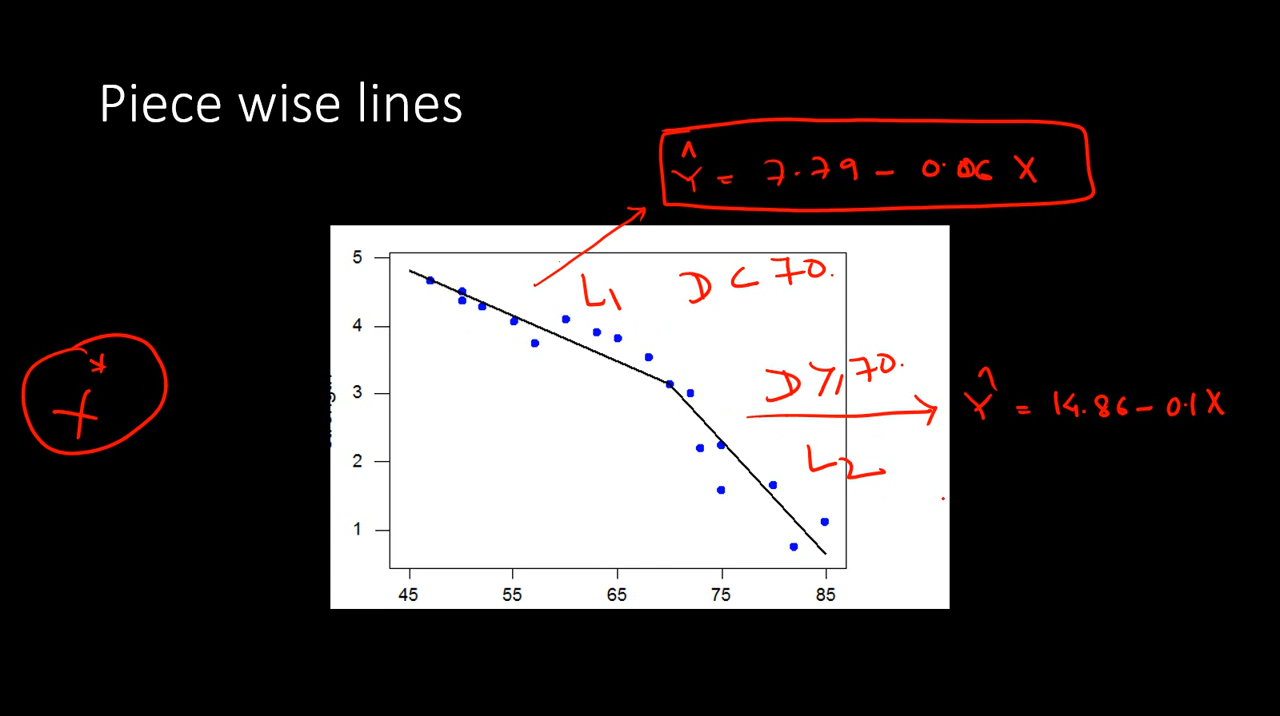 Piece wise lines
Ŷ = 7.79 - 0.06 X
L1 D < 70.
D ≥ 70.
Ŷ = 14.86 - 0.1X
L2
5
4
3
2
1
45 55 65 75 85